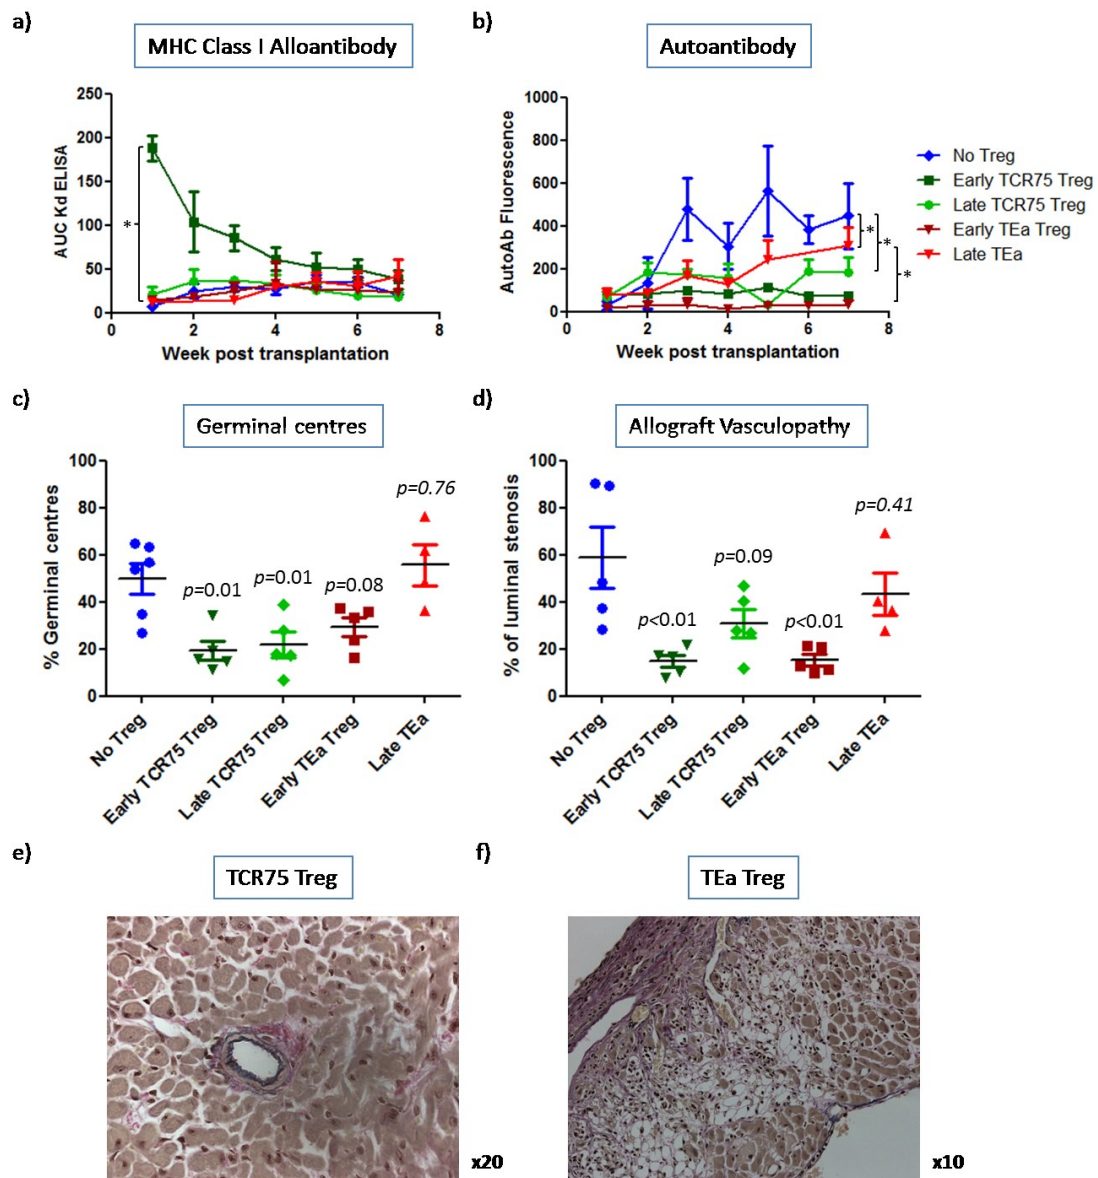 a)
MHC Class I Alloantibody
AUC Kd ELISA
250
200
150
100
50
0
*
0 2 4 6 8
Week post transplantation
b)
Autoantibody
AutoAb Fluorescence
1000
800
600
400
200
0
* * *
0 2 4 6 8
Week post transplantation
No Treg
Early TCR75 Treg
Late TCR75 Treg
Early TEa Treg
Late TEa
c)
Germinal centres
% Germinal centres
100
80
60
40
20
0
p=0.01
p=0.01
p=0.08
p=0.76
No Treg
Early TCR75 Treg
Late TCR75 Treg
Early TEa Treg
Late TEa
d)
Allograft Vasculopathy
% of luminal stenosis
100
80
60
40
20
0
p<0.01
p=0.09
p<0.01
p=0.41
No Treg
Early TCR75 Treg
Late TCR75 Treg
Early TEa Treg
Late TEa
e)
TCR75 Treg
x20
f)
TEa Treg
x10